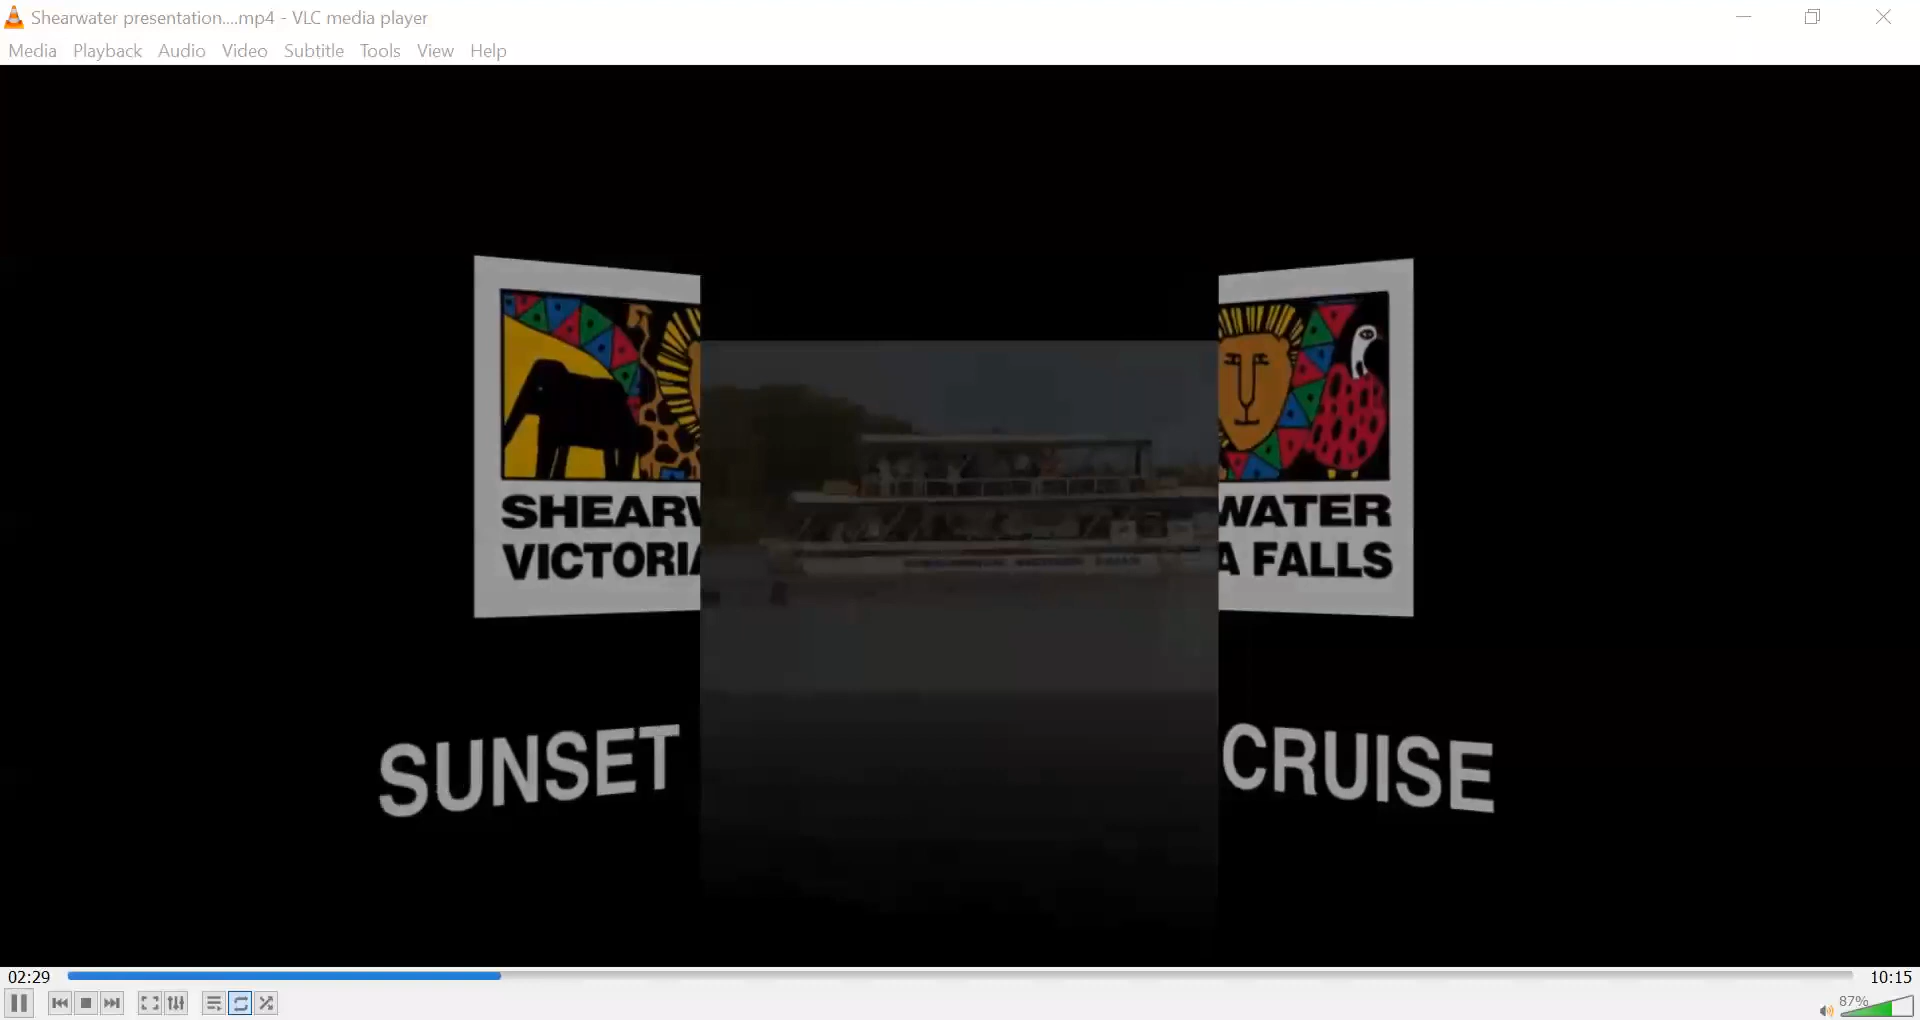 Shearwater presentation....mp4 - VLC media player
Media Playback Audio Video Subtitle Tools View Help
SHEARW WATER
VICTORIA A FALLS
SUNSET CRUISE
02:29 10:15
87%